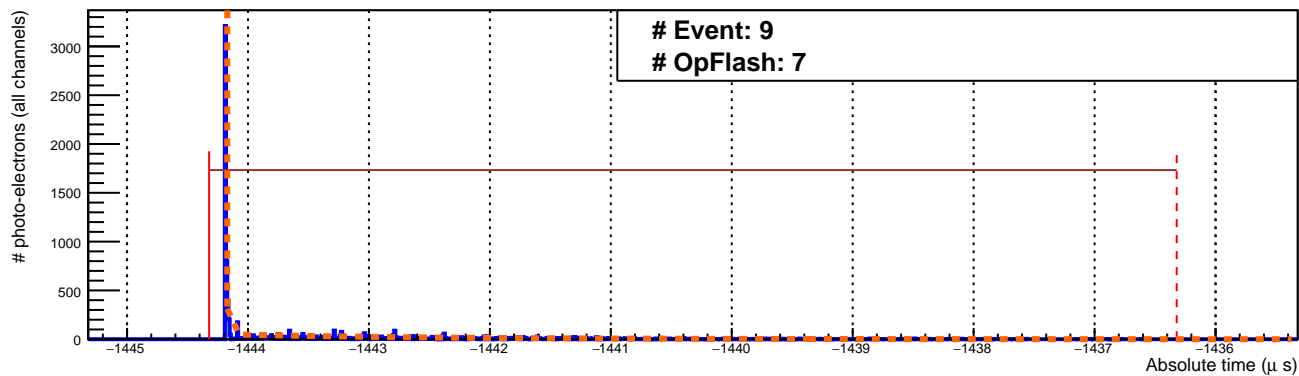 # photo-electrons (all channels)
3000
2500
2000
1500
1000
500
0
# Event: 9
# OpFlash: 7
−1445 −1444 −1443 −1442 −1441 −1440 −1439 −1438 −1437 −1436
Absolute time (μ s)